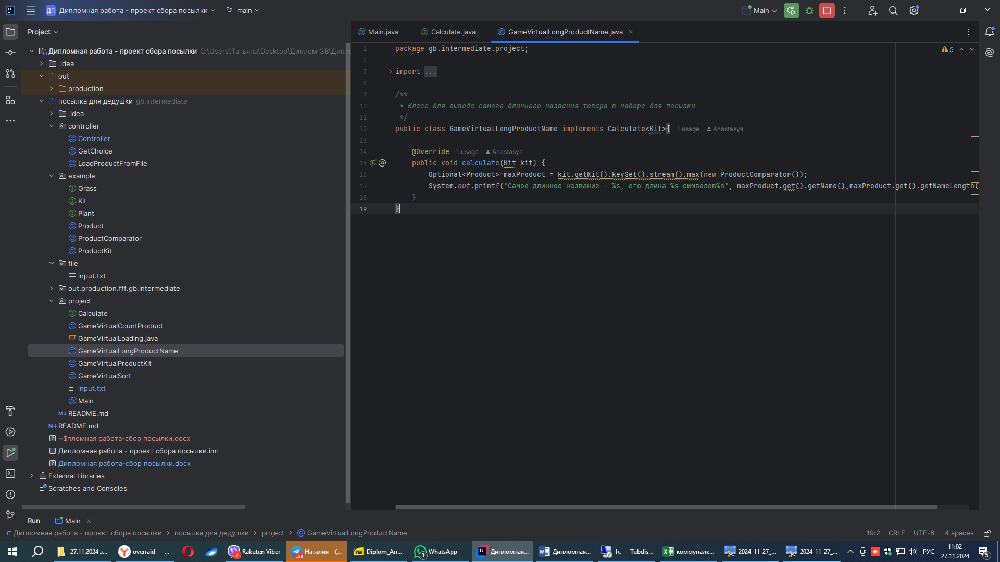 ДП Дипломная работа - проект сбора посылки main Main
Project
Main.java Calculate.java GameVirtualLongProductName.java
Дипломная работа - проект сбора посылки C:\Users\Татьяна\Desktop\Диплом GB\Дипл
.idea
out
production
посылка для дедушки gb.intermediate
.idea
controller
Controller
GetChoice
LoadProductFromFile
example
Grass
Kit
Plant
Product
ProductComparator
ProductKit
file
input.txt
out.production.fff.gb.intermediate
project
Calculate
GameVirtualCountProduct
GameVirtualLoading.java
GameVirtualLongProductName
GameVirtualProductKit
GameVirtualSort
input.txt
Main
README.md
README.md
~$пломная работа-сбор посылки.docx
Дипломная работа - проект сбора посылки.iml
Дипломная работа-сбор посылки.docx
External Libraries
Scratches and Consoles
1 package gb.intermediate.project;
2
3 import ...
8
9 /**
10 * Класс для вывода самого длинного названия товара в наборе для посылки
11 */
12 public class GameVirtualLongProductName implements Calculate<Kit>{ 1 usage Anastasya
13
14 @Override 1 usage Anastasya
15 public void calculate(Kit kit) {
16 Optional<Product> maxProduct = kit.getKit().keySet().stream().max(new ProductComparator());
17 System.out.printf("Самое длинное название - %s, его длина %s символов%n", maxProduct.get().getName(),maxProduct.get().getNameLength(
18 }
19 }
5
Run Main
Дипломная работа - проект сбора посылки > посылка для дедушки > project > GameVirtualLongProductName
19:2 CRLF UTF-8 4 spaces
27.11.2024 з... overraid — ... 7 Rakuten Viber 58 Наталия – (... PDF Diplom_An... 1 WhatsApp Дипломная... Дипломная... 1c — Tubdis... коммуналк... 2024-11-27_... 2024-11-27_... РУС 11:02
27.11.2024 5